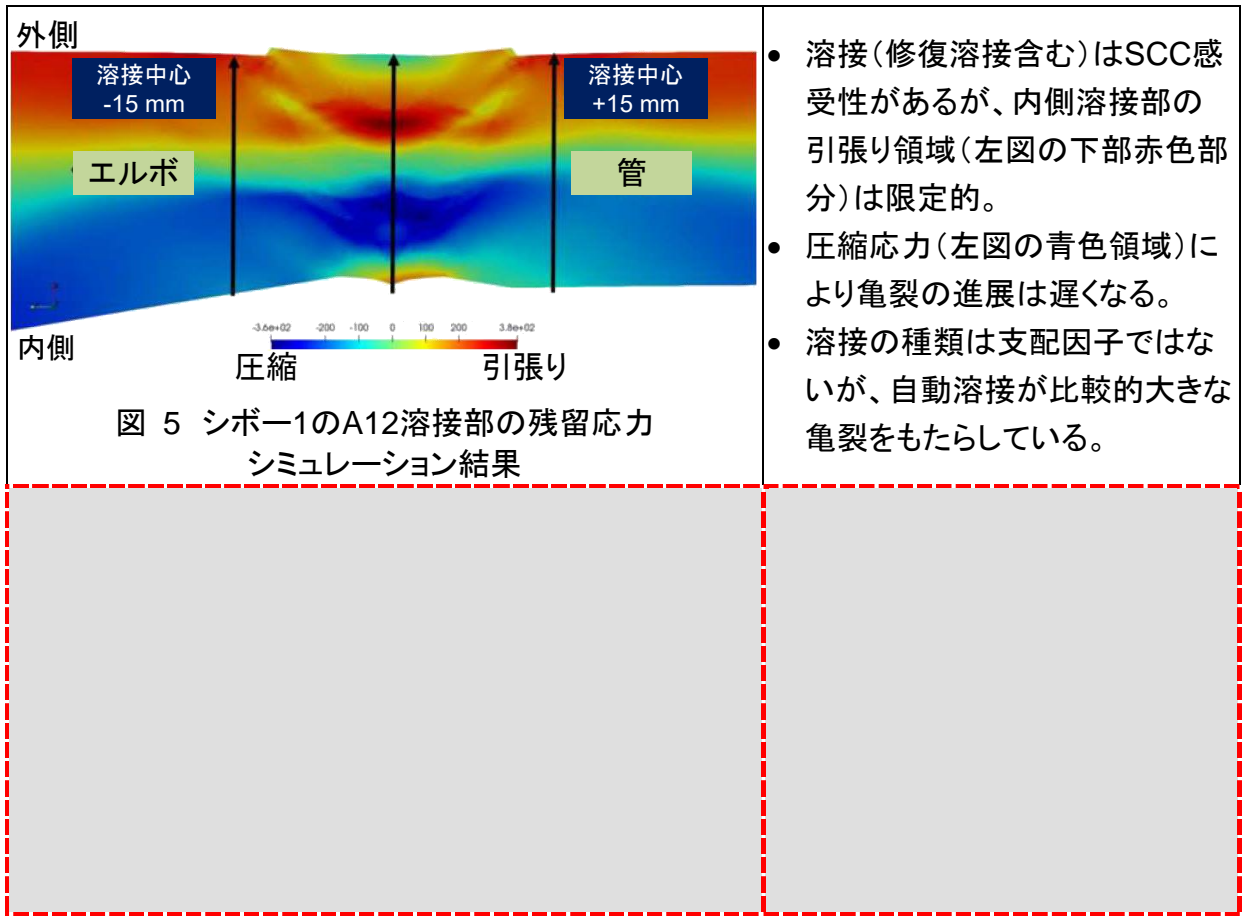 外側
溶接中心
-15 mm
溶接中心
+15 mm
エルボ
管
内側
-3.6e+02 -200 -100 0 100 200 3.8e+02
圧縮 引張り
図 5 シボー1のA12溶接部の残留応力
シミュレーション結果
• 溶接(修復溶接含む)はSCC感
受性があるが、内側溶接部の
引張り領域(左図の下部赤色部
分)は限定的。
• 圧縮応力(左図の青色領域)に
より亀裂の進展は遅くなる。
• 溶接の種類は支配因子ではな
いが、自動溶接が比較的大きな
亀裂をもたらしている。